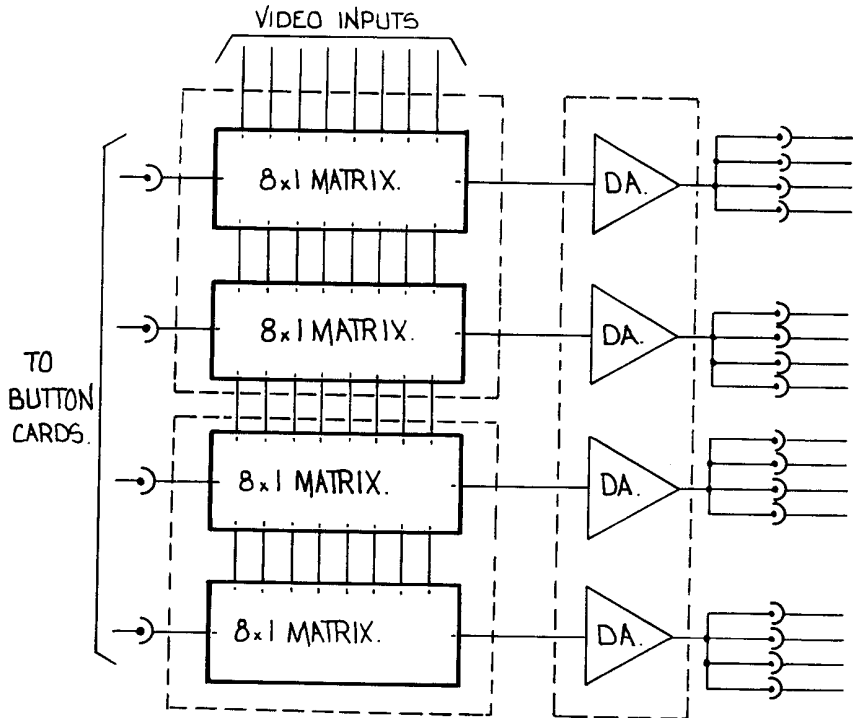 VIDEO INPUTS
8x1 MATRIX.
DA.
8x1 MATRIX.
DA.
TO
BUTTON
CARDS.
8x1 MATRIX.
DA.
8x1 MATRIX.
DA.